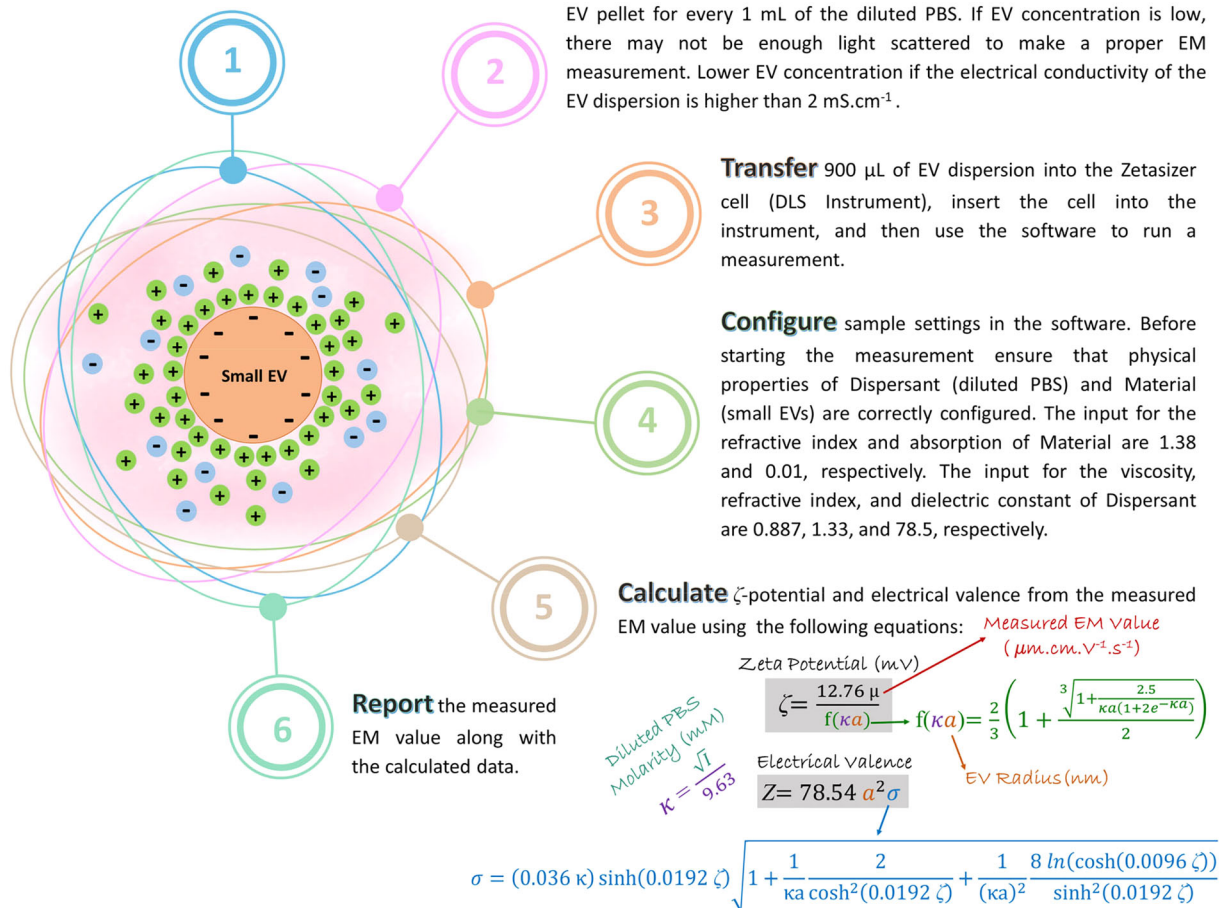 EV pellet for every 1 mL of the diluted PBS. If EV concentration is low,
there may not be enough light scattered to make a proper EM
measurement. Lower EV concentration if the electrical conductivity of the
EV dispersion is higher than 2 mS.cm⁻¹ .
1
2
3
4
5
6
Transfer 900 µL of EV dispersion into the Zetasizer
cell (DLS Instrument), insert the cell into the
instrument, and then use the software to run a
measurement.
Small EV
Configure sample settings in the software. Before
starting the measurement ensure that physical
properties of Dispersant (diluted PBS) and Material
(small EVs) are correctly configured. The input for the
refractive index and absorption of Material are 1.38
and 0.01, respectively. The input for the viscosity,
refractive index, and dielectric constant of Dispersant
are 0.887, 1.33, and 78.5, respectively.
Calculate ζ-potential and electrical valence from the measured
EM value using the following equations:
Measured EM Value
( µm.cm.V⁻¹.s⁻¹)
Zeta Potential (mV)
ζ = 12.76 µ / f(κa)
f(κa) = 2/3 (1 + ∛(1 + 2.5 / κa(1+2e^−κa)) / 2)
EV Radius (nm)
Diluted PBS
Molarity (mM)
κ = √I / 9.63
Electrical Valence
Z= 78.54 a²σ
σ = (0.036 κ) sinh(0.0192 ζ) √(1 + 1/κa 2/cosh²(0.0192 ζ) + 1/(κa)² 8 ln(cosh(0.0096 ζ))/sinh²(0.0192 ζ))
Report the measured
EM value along with
the calculated data.